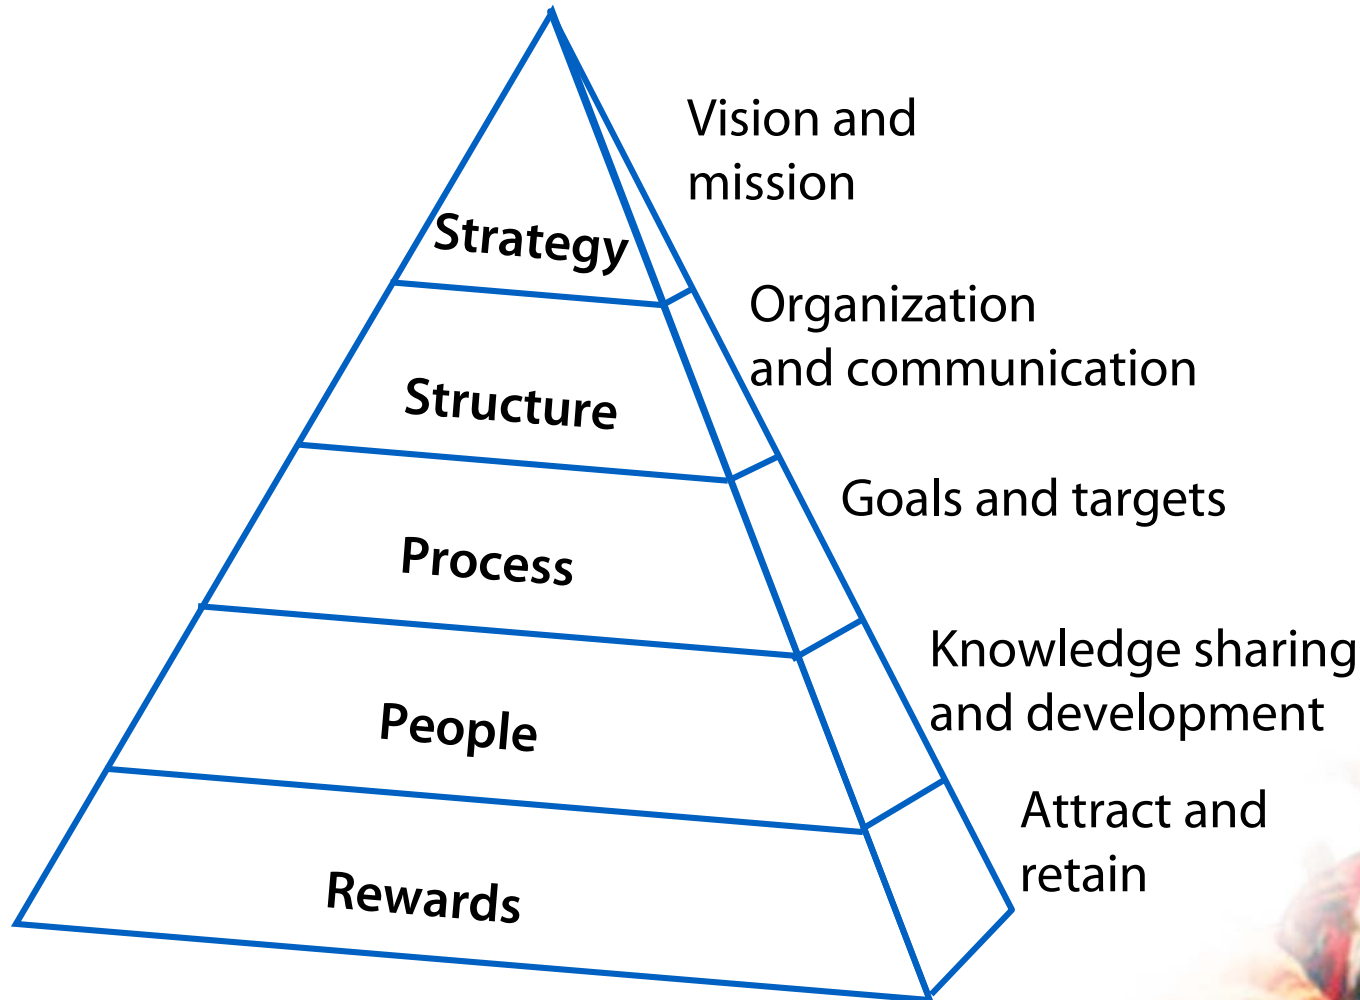 Vision and
mission
Strategy
Organization
and communication
Structure
Goals and targets
Process
Knowledge sharing
and development
People
Attract and
retain
Rewards